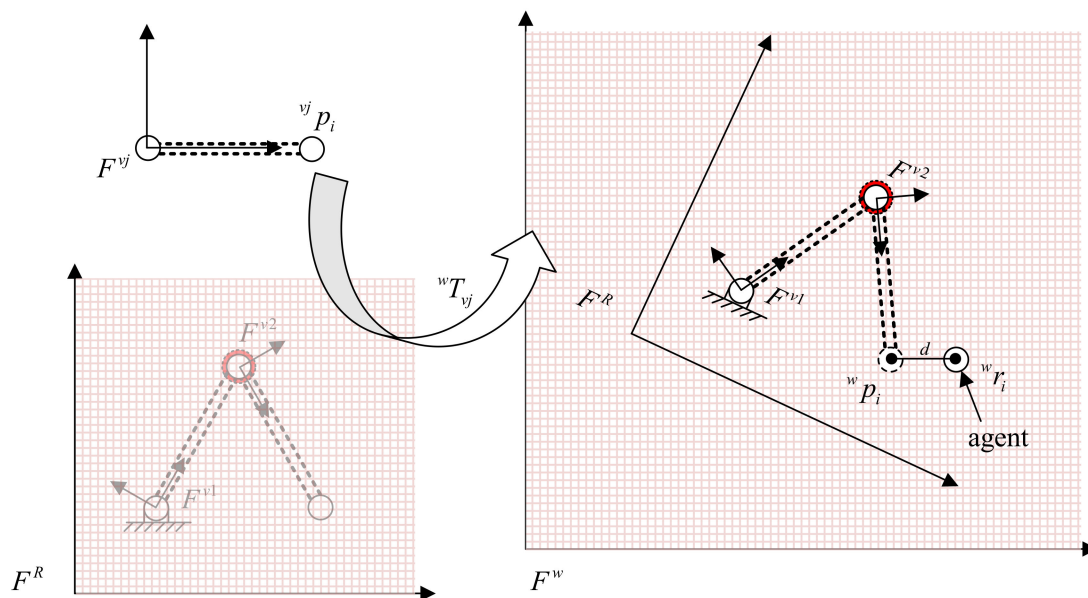 vj p_i
F^vj
F^v2
w T_vj
F^v1
F^R
F^v2
F^v1
F^R
d
w p_i
w r_i
agent
F^w